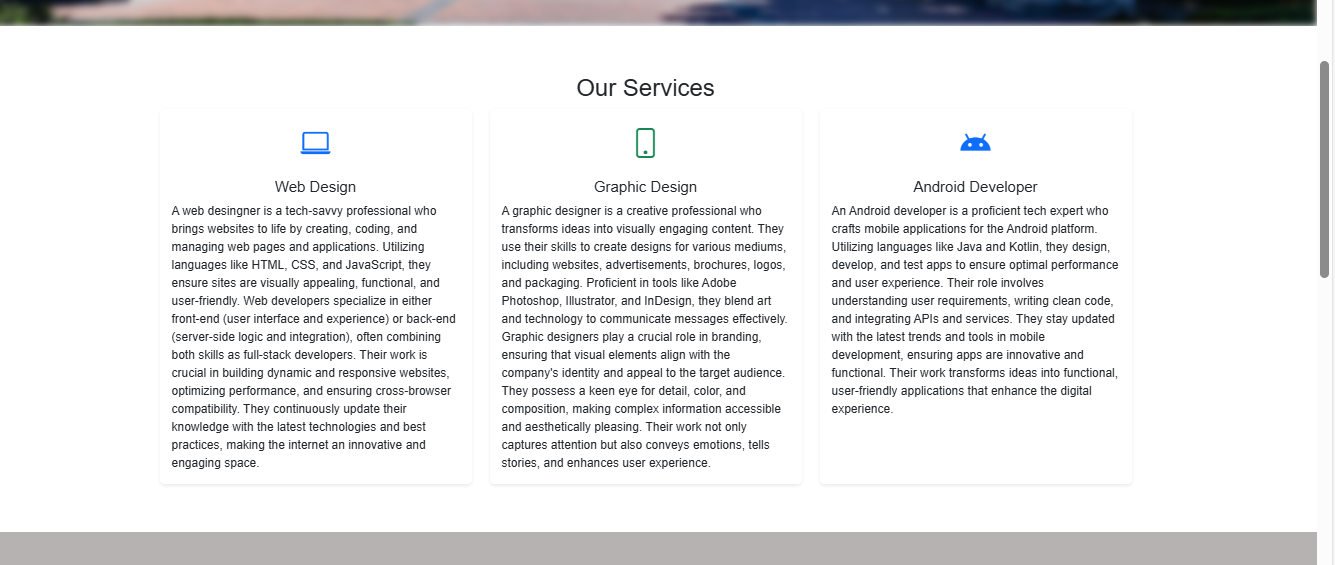 Our Services
Web Design
A web desingner is a tech-savvy professional who
brings websites to life by creating, coding, and
managing web pages and applications. Utilizing
languages like HTML, CSS, and JavaScript, they
ensure sites are visually appealing, functional, and
user-friendly. Web developers specialize in either
front-end (user interface and experience) or back-end
(server-side logic and integration), often combining
both skills as full-stack developers. Their work is
crucial in building dynamic and responsive websites,
optimizing performance, and ensuring cross-browser
compatibility. They continuously update their
knowledge with the latest technologies and best
practices, making the internet an innovative and
engaging space.
Graphic Design
A graphic designer is a creative professional who
transforms ideas into visually engaging content. They
use their skills to create designs for various mediums,
including websites, advertisements, brochures, logos,
and packaging. Proficient in tools like Adobe
Photoshop, Illustrator, and InDesign, they blend art
and technology to communicate messages effectively.
Graphic designers play a crucial role in branding,
ensuring that visual elements align with the
company's identity and appeal to the target audience.
They possess a keen eye for detail, color, and
composition, making complex information accessible
and aesthetically pleasing. Their work not only
captures attention but also conveys emotions, tells
stories, and enhances user experience.
Android Developer
An Android developer is a proficient tech expert who
crafts mobile applications for the Android platform.
Utilizing languages like Java and Kotlin, they design,
develop, and test apps to ensure optimal performance
and user experience. Their role involves
understanding user requirements, writing clean code,
and integrating APIs and services. They stay updated
with the latest trends and tools in mobile
development, ensuring apps are innovative and
functional. Their work transforms ideas into functional,
user-friendly applications that enhance the digital
experience.